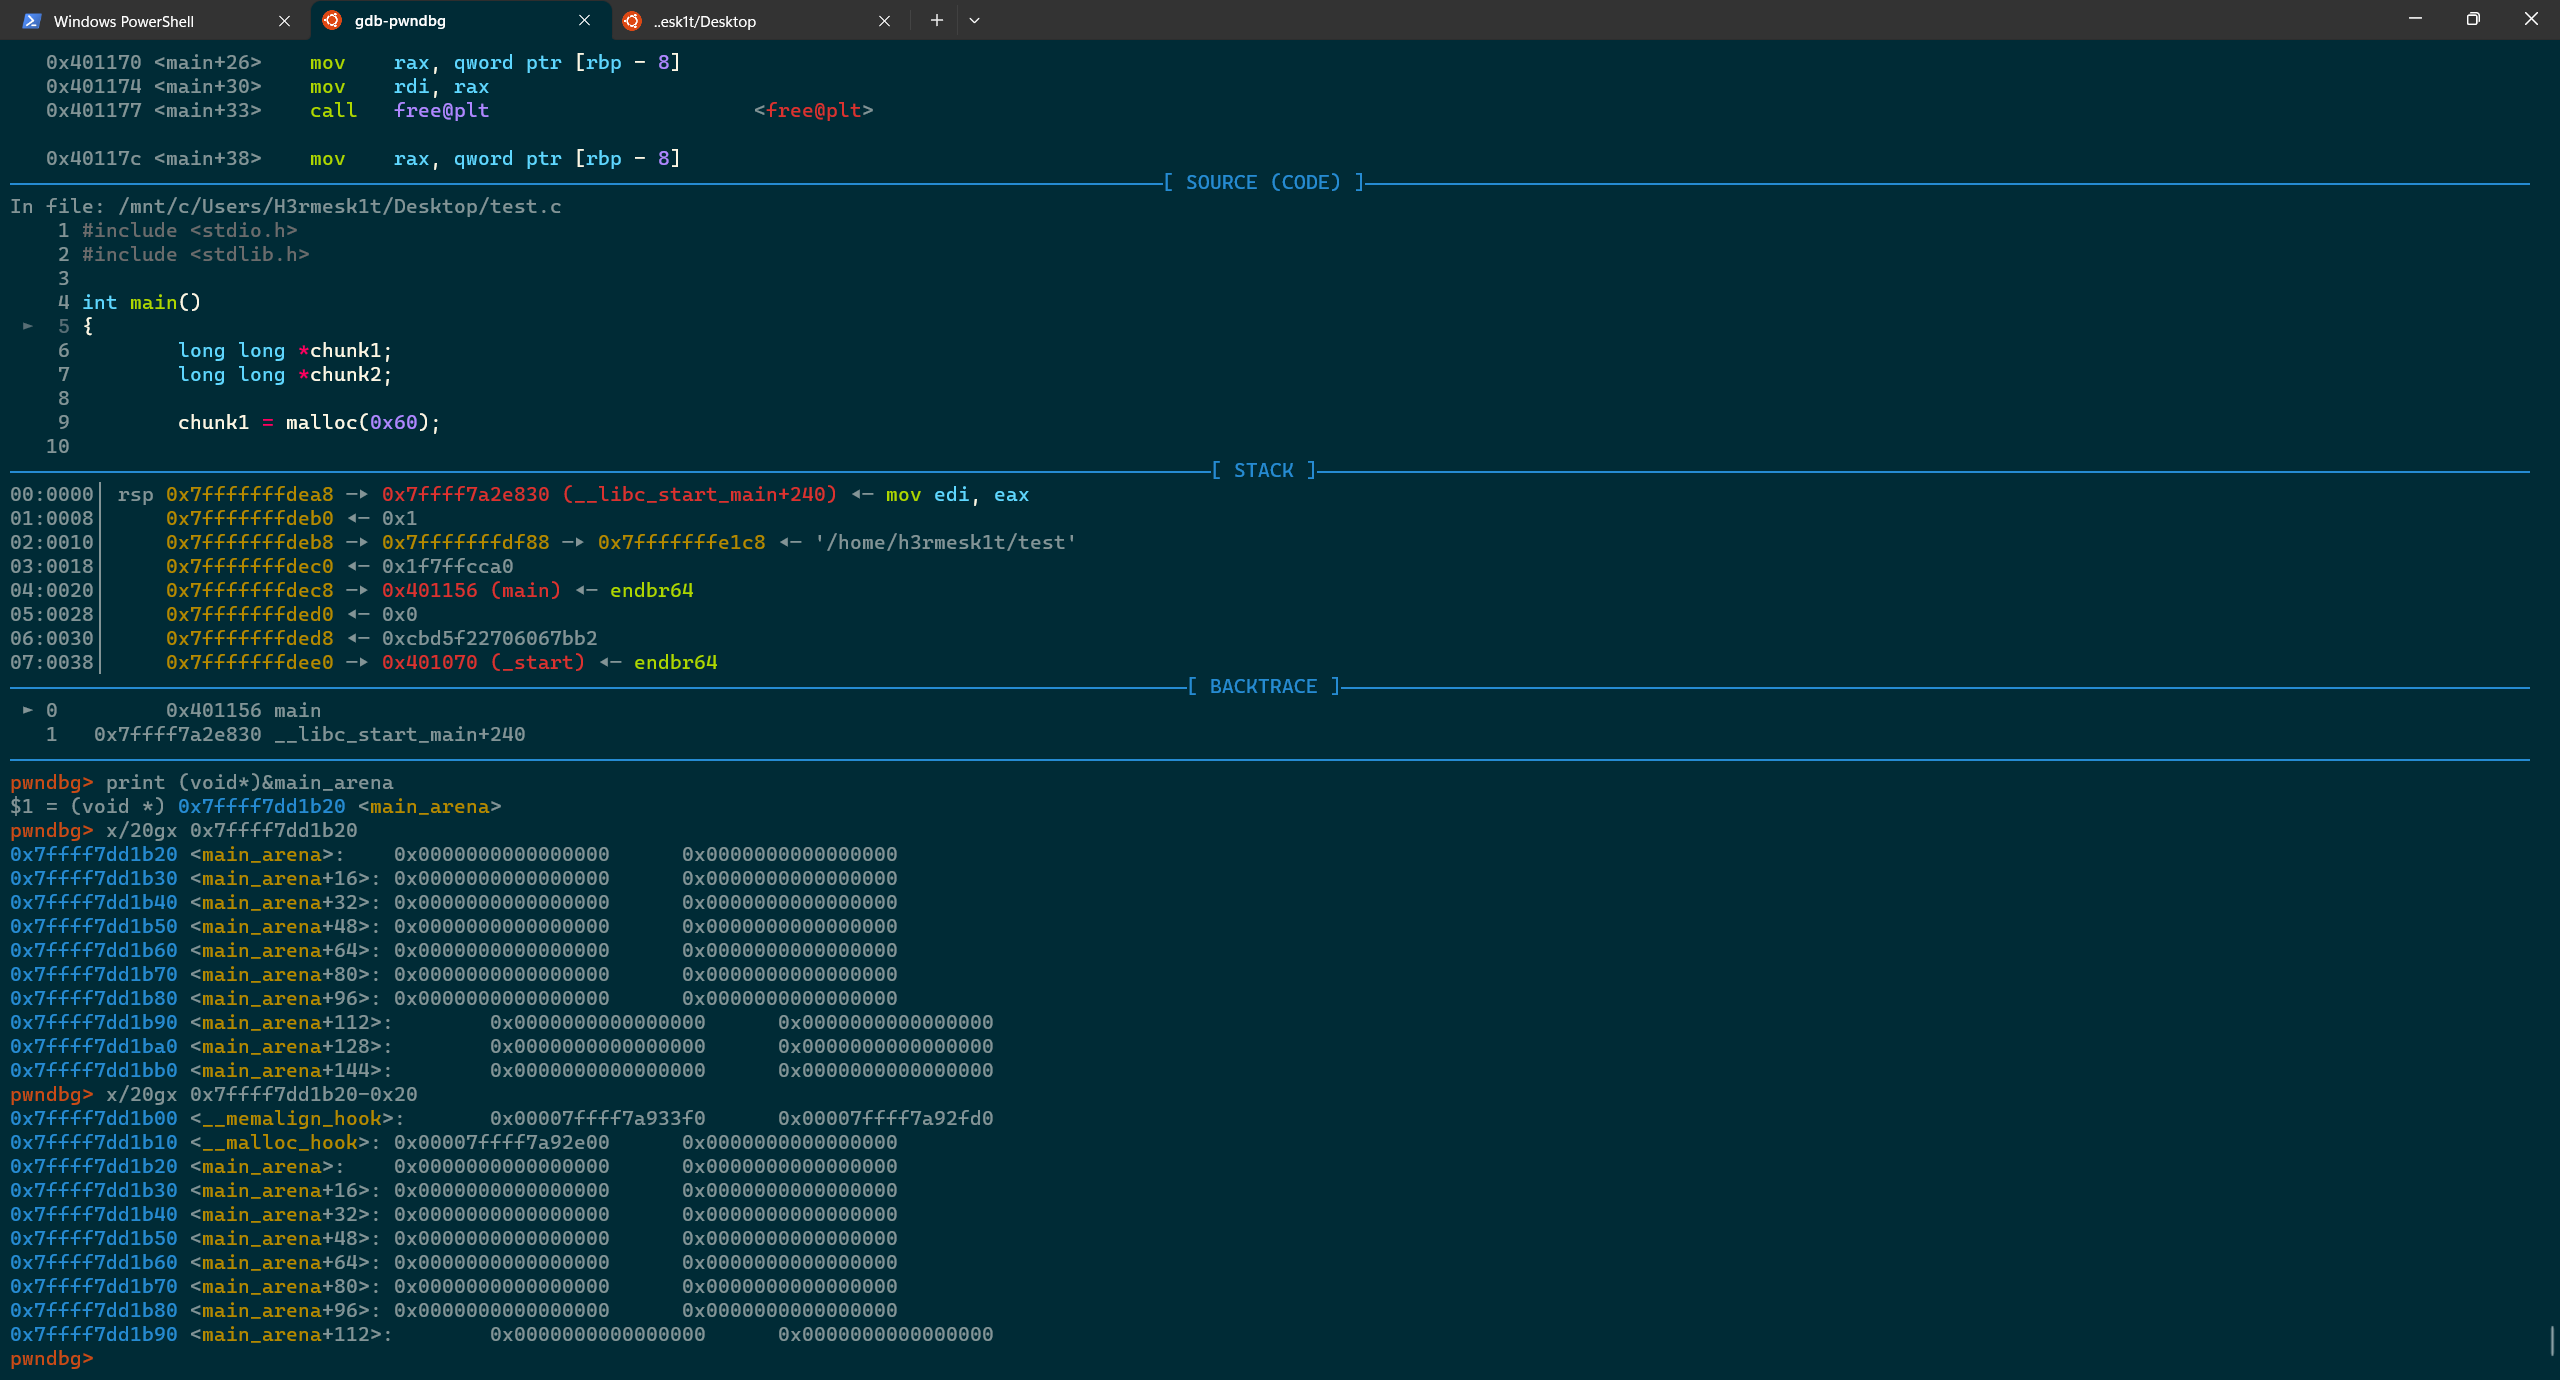 Windows PowerShell
gdb-pwndbg
..esk1t/Desktop
0x401170 <main+26>    mov    rax, qword ptr [rbp - 8]
0x401174 <main+30>    mov    rdi, rax
0x401177 <main+33>    call   free@plt                      <free@plt>
0x40117c <main+38>    mov    rax, qword ptr [rbp - 8]
[ SOURCE (CODE) ]
In file: /mnt/c/Users/H3rmesk1t/Desktop/test.c
1 #include <stdio.h>
2 #include <stdlib.h>
3
4 int main()
► 5 {
6         long long *chunk1;
7         long long *chunk2;
8
9         chunk1 = malloc(0x60);
10
[ STACK ]
00:0000│ rsp 0x7fffffffdea8 —▸ 0x7ffff7a2e830 (__libc_start_main+240) ◂— mov edi, eax
01:0008│     0x7fffffffdeb0 ◂— 0x1
02:0010│     0x7fffffffdeb8 —▸ 0x7fffffffdf88 —▸ 0x7fffffffe1c8 ◂— '/home/h3rmesk1t/test'
03:0018│     0x7fffffffdec0 ◂— 0x1f7ffcca0
04:0020│     0x7fffffffdec8 —▸ 0x401156 (main) ◂— endbr64
05:0028│     0x7fffffffded0 ◂— 0x0
06:0030│     0x7fffffffded8 ◂— 0xcbd5f22706067bb2
07:0038│     0x7fffffffdee0 —▸ 0x401070 (_start) ◂— endbr64
[ BACKTRACE ]
► 0         0x401156 main
1   0x7ffff7a2e830 __libc_start_main+240
pwndbg> print (void*)&main_arena
$1 = (void *) 0x7ffff7dd1b20 <main_arena>
pwndbg> x/20gx 0x7ffff7dd1b20
0x7ffff7dd1b20 <main_arena>:    0x0000000000000000      0x0000000000000000
0x7ffff7dd1b30 <main_arena+16>: 0x0000000000000000      0x0000000000000000
0x7ffff7dd1b40 <main_arena+32>: 0x0000000000000000      0x0000000000000000
0x7ffff7dd1b50 <main_arena+48>: 0x0000000000000000      0x0000000000000000
0x7ffff7dd1b60 <main_arena+64>: 0x0000000000000000      0x0000000000000000
0x7ffff7dd1b70 <main_arena+80>: 0x0000000000000000      0x0000000000000000
0x7ffff7dd1b80 <main_arena+96>: 0x0000000000000000      0x0000000000000000
0x7ffff7dd1b90 <main_arena+112>:        0x0000000000000000      0x0000000000000000
0x7ffff7dd1ba0 <main_arena+128>:        0x0000000000000000      0x0000000000000000
0x7ffff7dd1bb0 <main_arena+144>:        0x0000000000000000      0x0000000000000000
pwndbg> x/20gx 0x7ffff7dd1b20-0x20
0x7ffff7dd1b00 <__memalign_hook>:       0x00007ffff7a933f0      0x00007ffff7a92fd0
0x7ffff7dd1b10 <__malloc_hook>: 0x00007ffff7a92e00      0x0000000000000000
0x7ffff7dd1b20 <main_arena>:    0x0000000000000000      0x0000000000000000
0x7ffff7dd1b30 <main_arena+16>: 0x0000000000000000      0x0000000000000000
0x7ffff7dd1b40 <main_arena+32>: 0x0000000000000000      0x0000000000000000
0x7ffff7dd1b50 <main_arena+48>: 0x0000000000000000      0x0000000000000000
0x7ffff7dd1b60 <main_arena+64>: 0x0000000000000000      0x0000000000000000
0x7ffff7dd1b70 <main_arena+80>: 0x0000000000000000      0x0000000000000000
0x7ffff7dd1b80 <main_arena+96>: 0x0000000000000000      0x0000000000000000
0x7ffff7dd1b90 <main_arena+112>:        0x0000000000000000      0x0000000000000000
pwndbg>